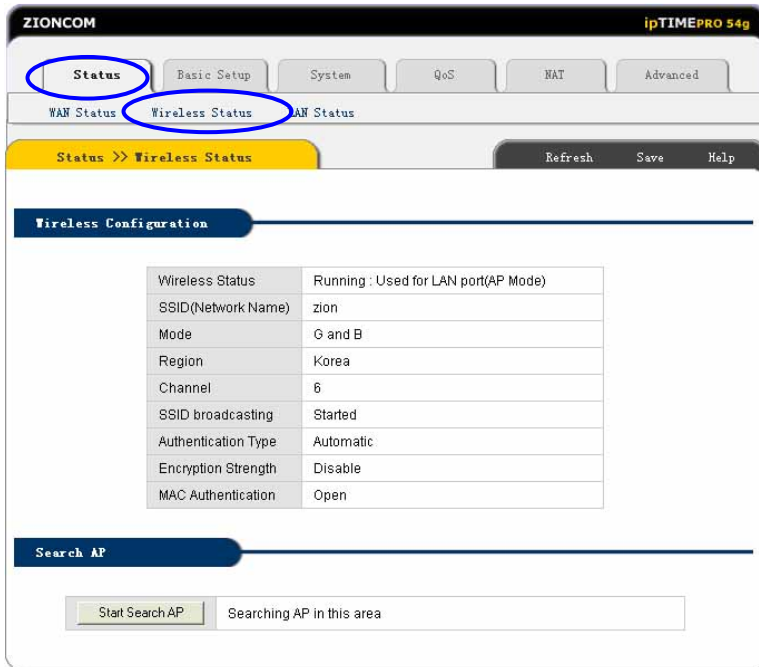 ZIONCOM ipTIMEPRO 54g
Status Basic Setup System QoS NAT Advanced
WAN Status Wireless Status LAN Status
Status >> Wireless Status Refresh Save Help
Wireless Configuration
Wireless Status Running : Used for LAN port(AP Mode)
SSID(Network Name) zion
Mode G and B
Region Korea
Channel 6
SSID broadcasting Started
Authentication Type Automatic
Encryption Strength Disable
MAC Authentication Open
Search AP
Start Search AP Searching AP in this area